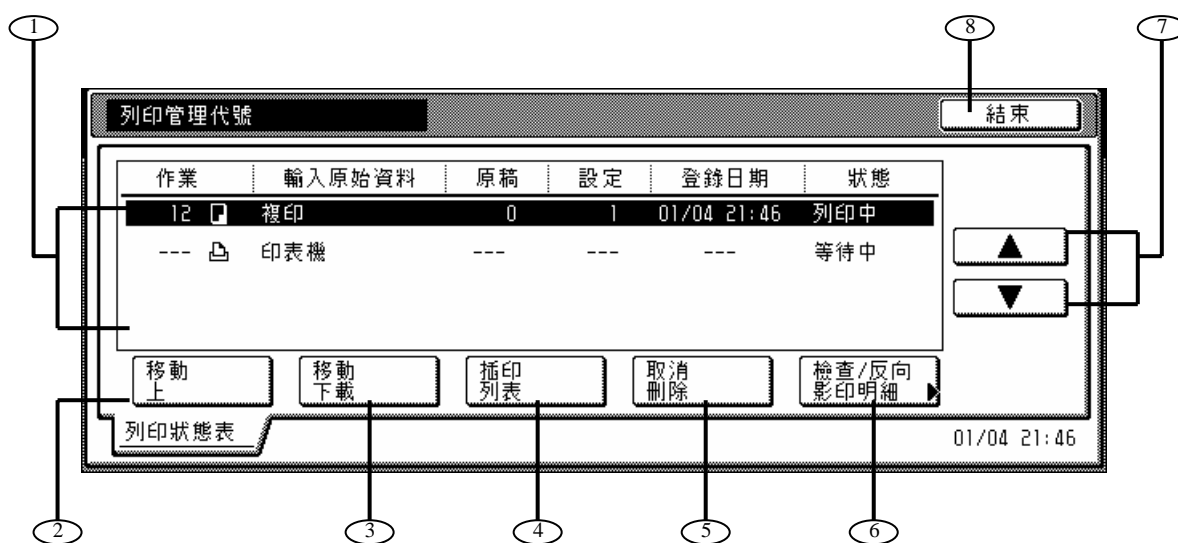 1
8
7
列印管理代號
結束
作業 輸入原始資料 原稿 設定 登錄日期 狀態
12 複印 0 1 01/04 21:46 列印中
--- 印表機 --- --- --- 等待中
▲
▼
移動
上
移動
下載
插印
列表
取消
刪除
檢查/反向
影印明細
列印狀態表
01/04 21:46
2
3
4
5
6